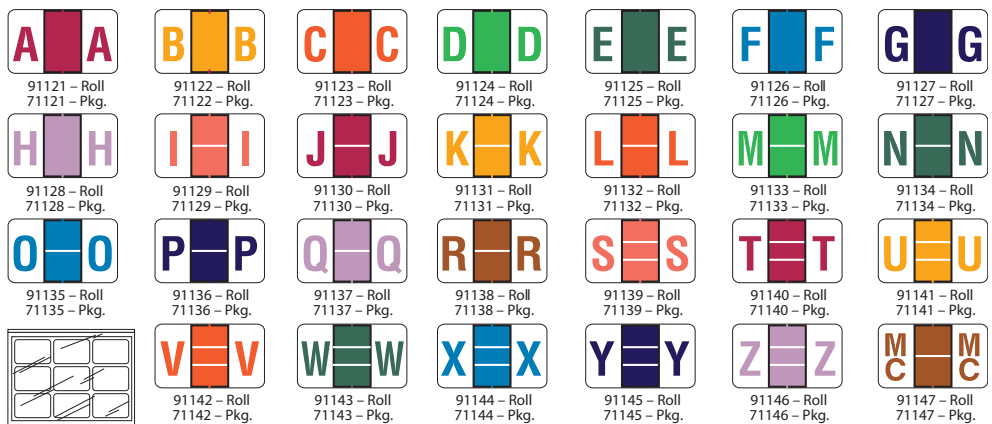 A A B B C C D D E E F F G G
91121 – Roll 91122 – Roll 91123 – Roll 91124 – Roll 91125 – Roll 91126 – Roll 91127 – Roll
71121 – Pkg. 71122 – Pkg. 71123 – Pkg. 71124 – Pkg. 71125 – Pkg. 71126 – Pkg. 71127 – Pkg.
H H I I J J K K L L M M N N
91128 – Roll 91129 – Roll 91130 – Roll 91131 – Roll 91132 – Roll 91133 – Roll 91134 – Roll
71128 – Pkg. 71129 – Pkg. 71130 – Pkg. 71131 – Pkg. 71132 – Pkg. 71133 – Pkg. 71134 – Pkg.
O O P P Q Q R R S S T T U U
91135 – Roll 91136 – Roll 91137 – Roll 91138 – Roll 91139 – Roll 91140 – Roll 91141 – Roll
71135 – Pkg. 71136 – Pkg. 71137 – Pkg. 71138 – Pkg. 71139 – Pkg. 71140 – Pkg. 71141 – Pkg.
V V W W X X Y Y Z Z MC MC
91142 – Roll 91143 – Roll 91144 – Roll 91145 – Roll 91146 – Roll 91147 – Roll
71142 – Pkg. 71143 – Pkg. 71144 – Pkg. 71145 – Pkg. 71146 – Pkg. 71147 – Pkg.